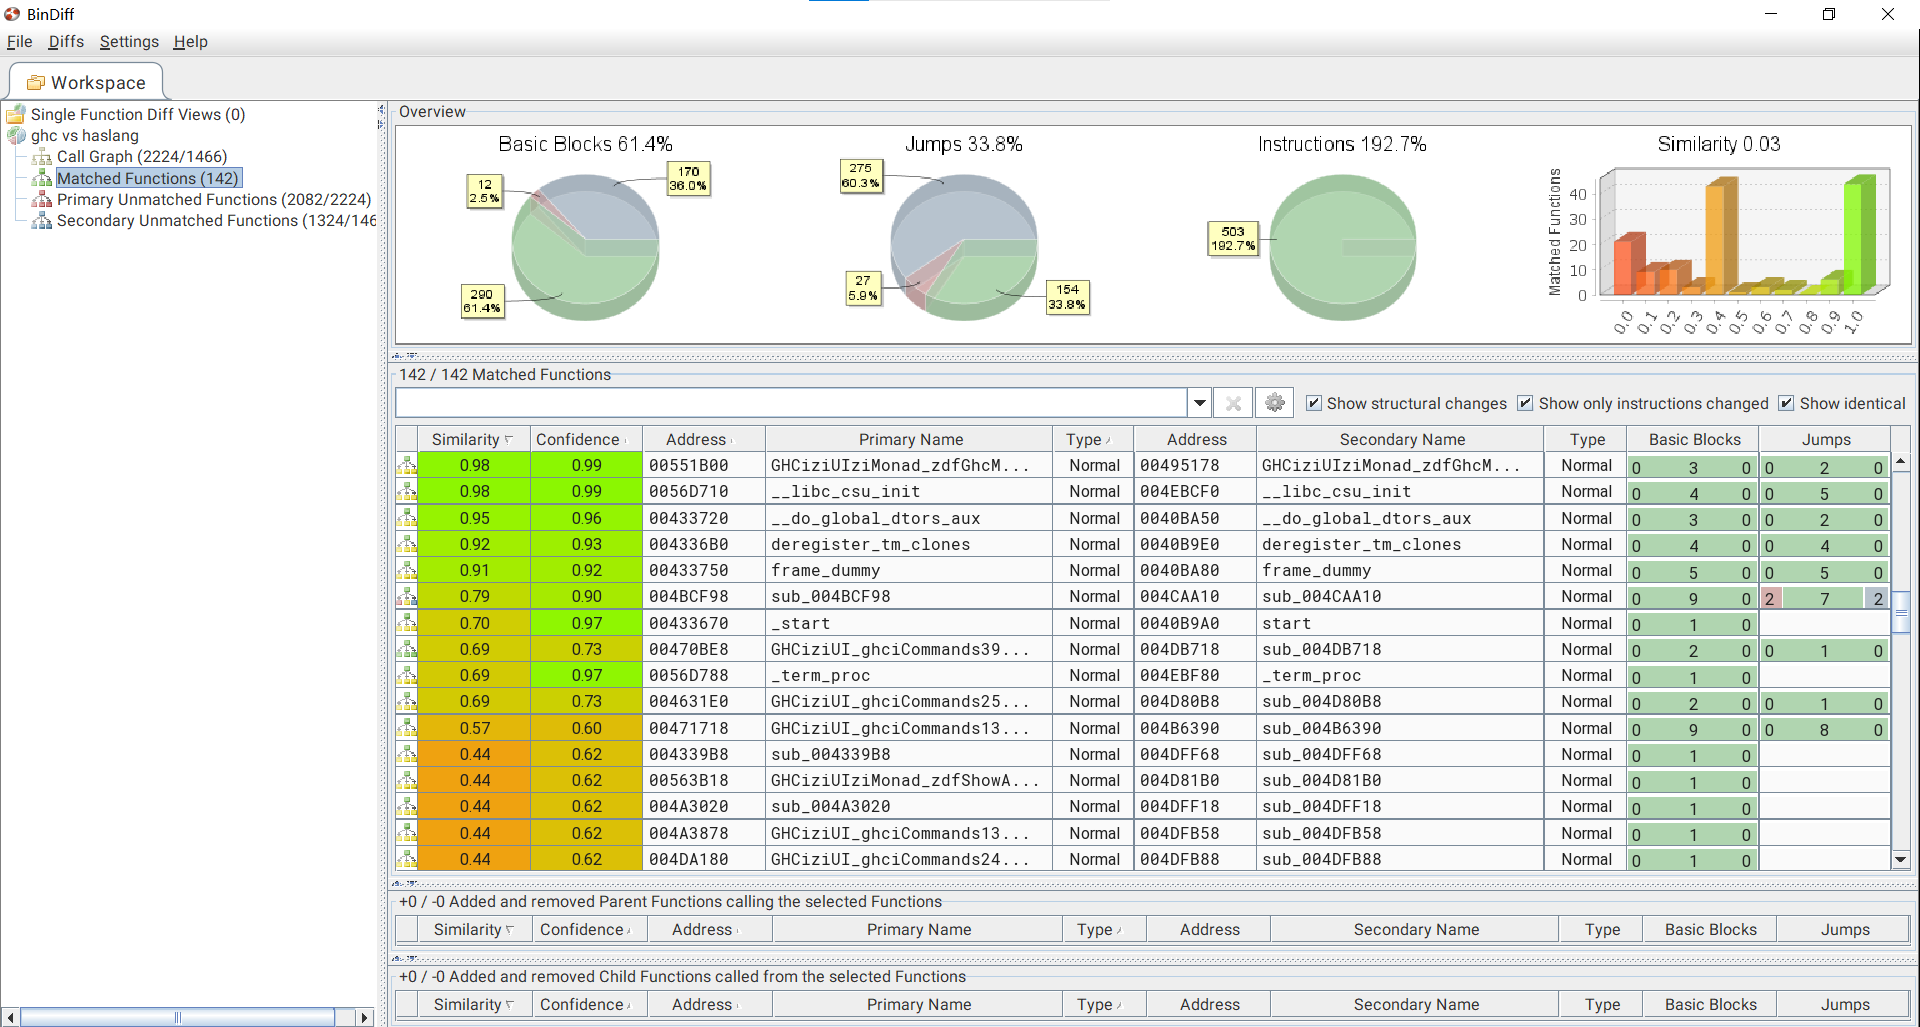 BinDiff
File Diffs Settings Help
Workspace
Single Function Diff Views (0)
ghc vs haslang
Call Graph (2224/1466)
Matched Functions (142)
Primary Unmatched Functions (2082/2224)
Secondary Unmatched Functions (1324/146
Overview
Basic Blocks 61.4%
12
2.5%
170
36.0%
290
61.4%
Jumps 33.8%
275
60.3%
27
5.9%
154
33.8%
Instructions 192.7%
503
192.7%
Similarity 0.03
Matched Functions
40
30
20
10
0
0.0 0.1 0.2 0.3 0.4 0.5 0.6 0.7 0.8 0.9 1.0
142 / 142 Matched Functions
Show structural changes Show only instructions changed Show identical
Similarity Confidence Address Primary Name Type Address Secondary Name Type Basic Blocks Jumps
0.98 0.99 00551B00 GHCiziUIziMonad_zdfGhcM... Normal 00495178 GHCiziUIziMonad_zdfGhcM... Normal 0 3 0 0 2 0
0.98 0.99 0056D710 __libc_csu_init Normal 004EBCF0 __libc_csu_init Normal 0 4 0 0 5 0
0.95 0.96 00433720 __do_global_dtors_aux Normal 0040BA50 __do_global_dtors_aux Normal 0 3 0 0 2 0
0.92 0.93 004336B0 deregister_tm_clones Normal 0040B9E0 deregister_tm_clones Normal 0 4 0 0 4 0
0.91 0.92 00433750 frame_dummy Normal 0040BA80 frame_dummy Normal 0 5 0 0 5 0
0.79 0.90 004BCF98 sub_004BCF98 Normal 004CAA10 sub_004CAA10 Normal 0 9 0 2 7 2
0.70 0.97 00433670 _start Normal 0040B9A0 start Normal 0 1 0
0.69 0.73 00470BE8 GHCiziUI_ghciCommands39... Normal 004DB718 sub_004DB718 Normal 0 2 0 0 1 0
0.69 0.97 0056D788 _term_proc Normal 004EBF80 _term_proc Normal 0 1 0
0.69 0.73 004631E0 GHCiziUI_ghciCommands25... Normal 004D80B8 sub_004D80B8 Normal 0 2 0 0 1 0
0.57 0.60 00471718 GHCiziUI_ghciCommands13... Normal 004B6390 sub_004B6390 Normal 0 9 0 0 8 0
0.44 0.62 004339B8 sub_004339B8 Normal 004DFF68 sub_004DFF68 Normal 0 1 0
0.44 0.62 00563B18 GHCiziUIziMonad_zdfShowA... Normal 004D81B0 sub_004D81B0 Normal 0 1 0
0.44 0.62 004A3020 sub_004A3020 Normal 004DFF18 sub_004DFF18 Normal 0 1 0
0.44 0.62 004A3878 GHCiziUI_ghciCommands13... Normal 004DFB58 sub_004DFB58 Normal 0 1 0
0.44 0.62 004DA180 GHCiziUI_ghciCommands24... Normal 004DFB88 sub_004DFB88 Normal 0 1 0
+0 / -0 Added and removed Parent Functions calling the selected Functions
Similarity Confidence Address Primary Name Type Address Secondary Name Type Basic Blocks Jumps
+0 / -0 Added and removed Child Functions called from the selected Functions
Similarity Confidence Address Primary Name Type Address Secondary Name Type Basic Blocks Jumps